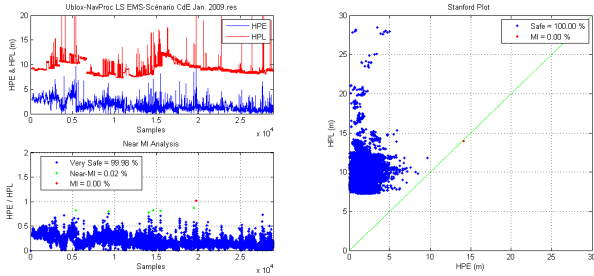 Ublox-NavProc LS EMS-Scénario CdE Jan. 2009.res
HPE
HPL
HPE & HPL (m)
20
15
10
5
0
0
0.5
1
1.5
2
2.5
x 10^4
Samples
Near MI Analysis
Very Safe = 99.98 %
Near-MI = 0.02 %
MI = 0.00 %
HPE / HPL
2
1.5
1
0.5
0
0
0.5
1
1.5
2
2.5
x 10^4
Samples
Stanford Plot
Safe = 100.00 %
MI = 0.00 %
HPL (m)
30
25
20
15
10
5
0
0
5
10
15
20
25
30
HPE (m)